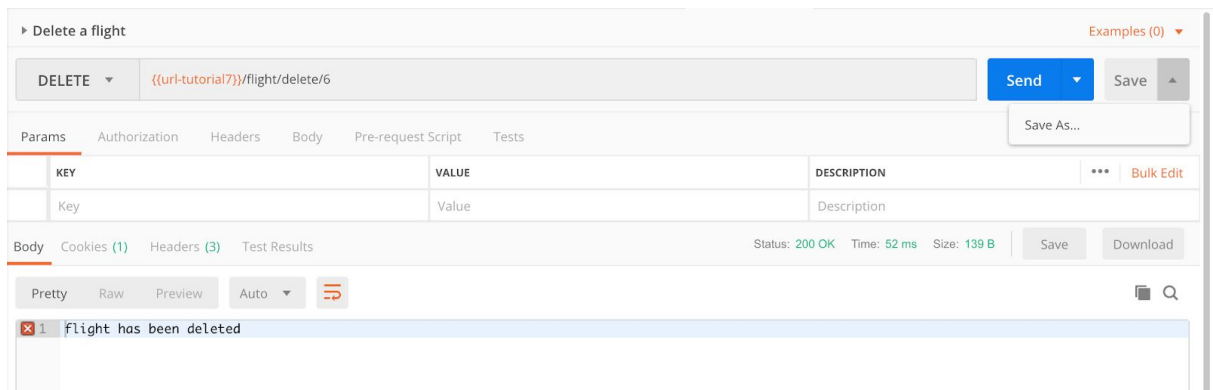 Delete a flight Examples (0)
DELETE {{url-tutorial7}}/flight/delete/6 Send Save
Save As...
Params Authorization Headers Body Pre-request Script Tests
KEY VALUE DESCRIPTION ••• Bulk Edit
Key Value Description
Body Cookies (1) Headers (3) Test Results Status: 200 OK Time: 52 ms Size: 139 B Save Download
Pretty Raw Preview Auto
1 flight has been deleted